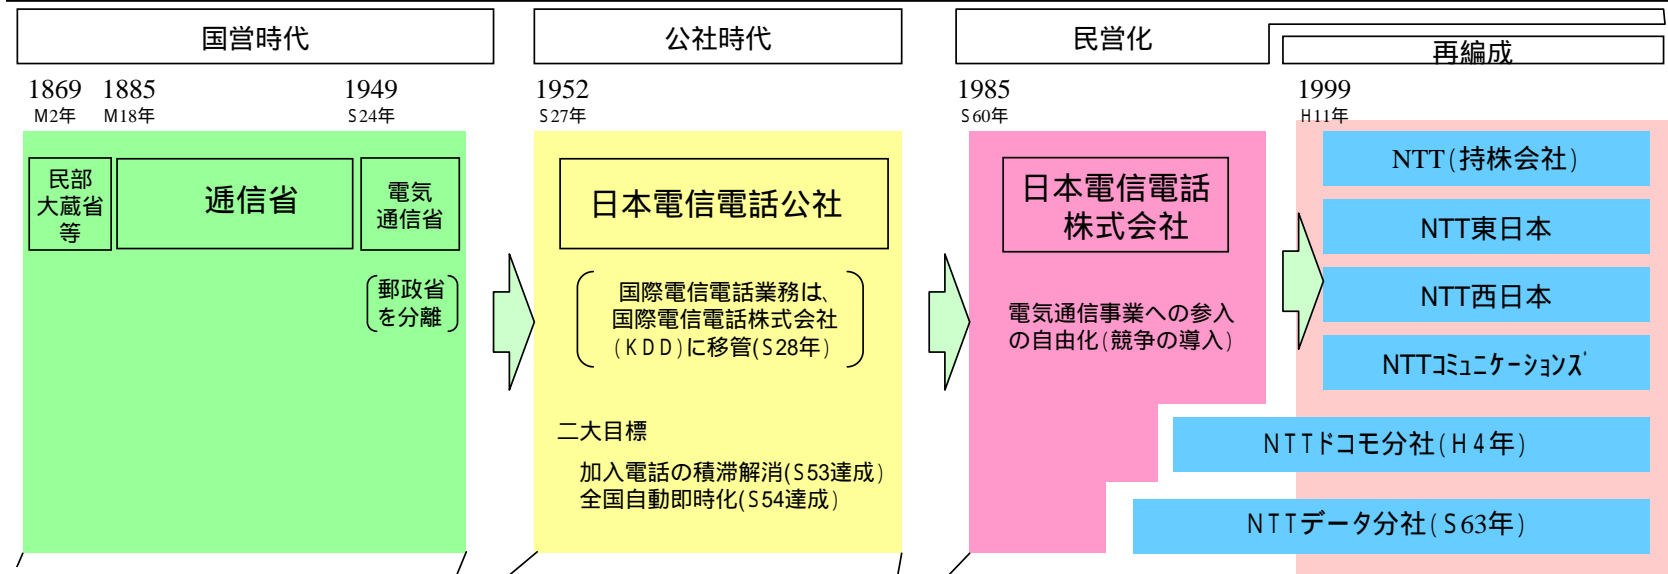 国営時代
公社時代
民営化
再編成
1869
M2年
1885
M18年
1949
S24年
1952
S27年
1985
S60年
1999
H11年
民部
大蔵省
等
逓信省
電気
通信省
郵政省
を分離
日本電信電話公社
国際電信電話業務は、
国際電信電話株式会社
(KDD)に移管(S28年)
二大目標
加入電話の積滞解消(S53達成)
全国自動即時化(S54達成)
日本電信電話
株式会社
電気通信事業への参入
の自由化(競争の導入)
NTT(持株会社)
NTT東日本
NTT西日本
NTTｺﾐｭﾆｹｰｼｮﾝｽﾞ
NTTドコモ分社(H4年)
NTTデータ分社(S63年)